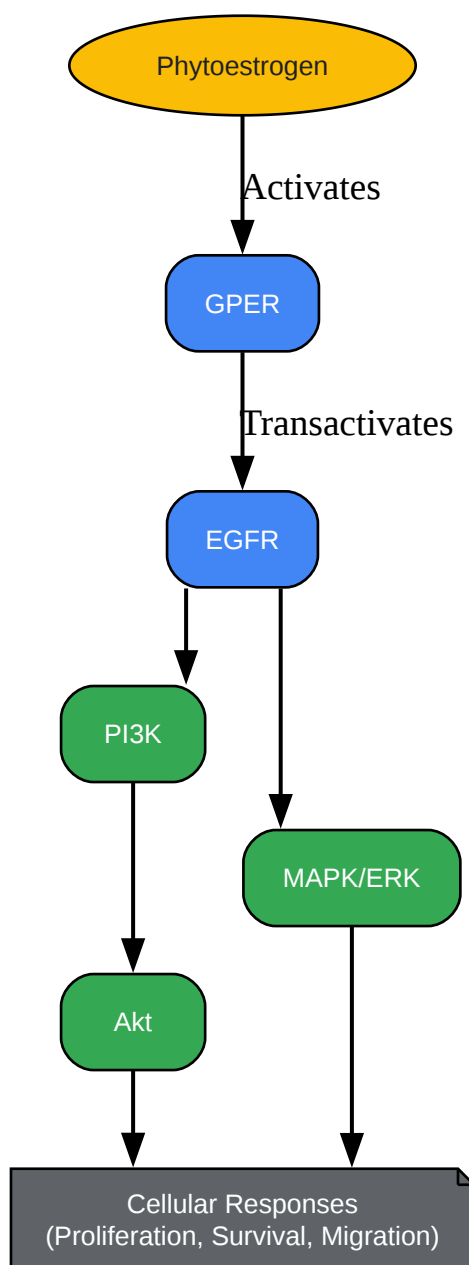 Phytoestrogen
Activates
GPER
Transactivates
EGFR
PI3K
MAPK/ERK
Akt
Cellular Responses
(Proliferation, Survival, Migration)